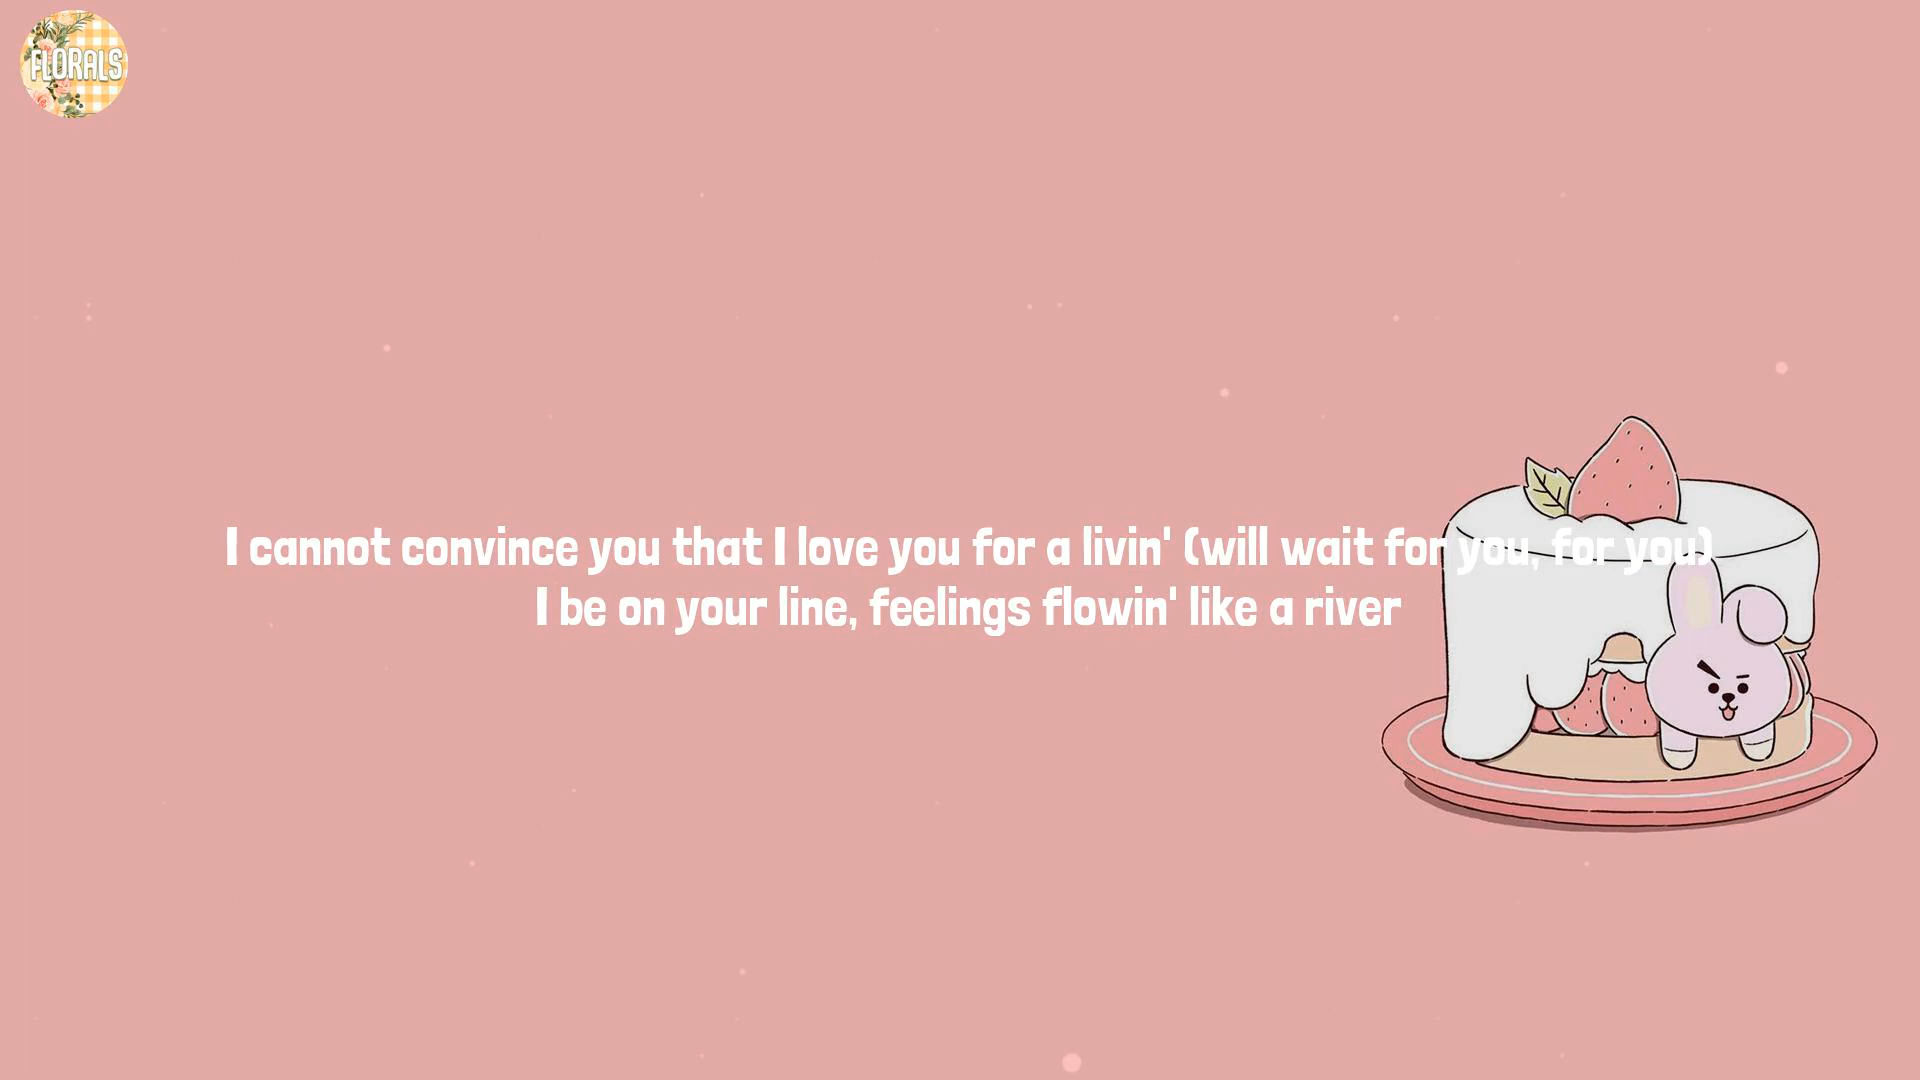 FLORALS
I cannot convince you that I love you for a livin' (will wait for you, for you)
I be on your line, feelings flowin' like a river